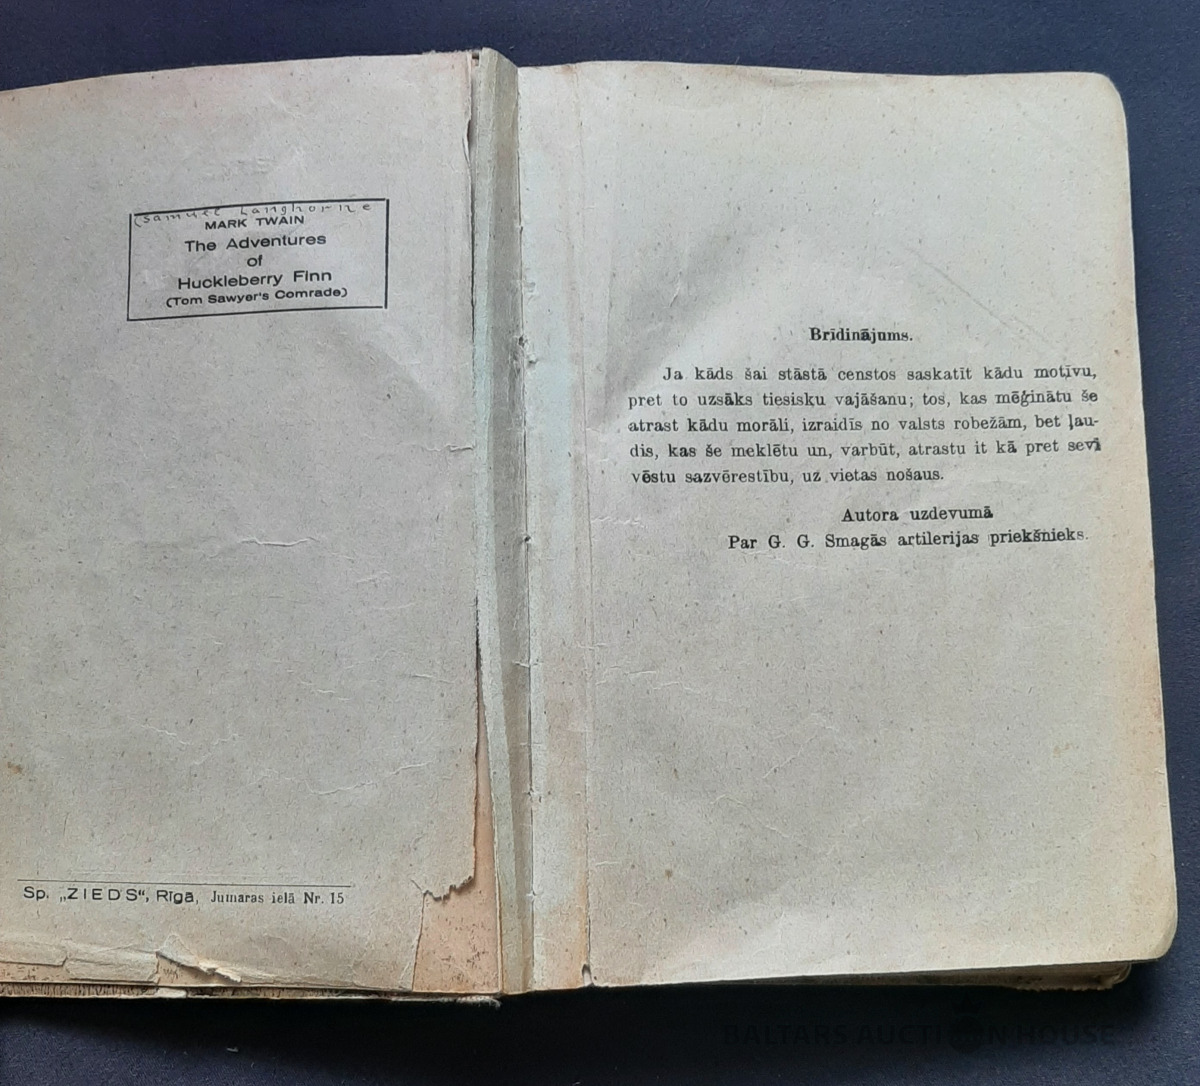 (Samuel Langhorne
MARK TWAIN
The Adventures
of
Huckleberry Finn
(Tom Sawyer's Comrade)
Sp. „ZIEDS“, Rīgā, Jumaras ielā Nr. 15
Brīdinājums.
Ja kāds šai stāstā censtos saskatīt kādu motīvu,
pret to uzsāks tiesisku vajāšanu; tos, kas mēģinātu še
atrast kādu morāli, izraidīs no valsts robežām, bet ļau-
dis, kas še meklētu un, varbūt, atrastu it kā pret sevi
vērstu sazvērestību, uz vietas nošaus.
Autora uzdevumā
Par G. G. Smagās artilerijas priekšnieks.
BALTARS AUCTION HOUSE